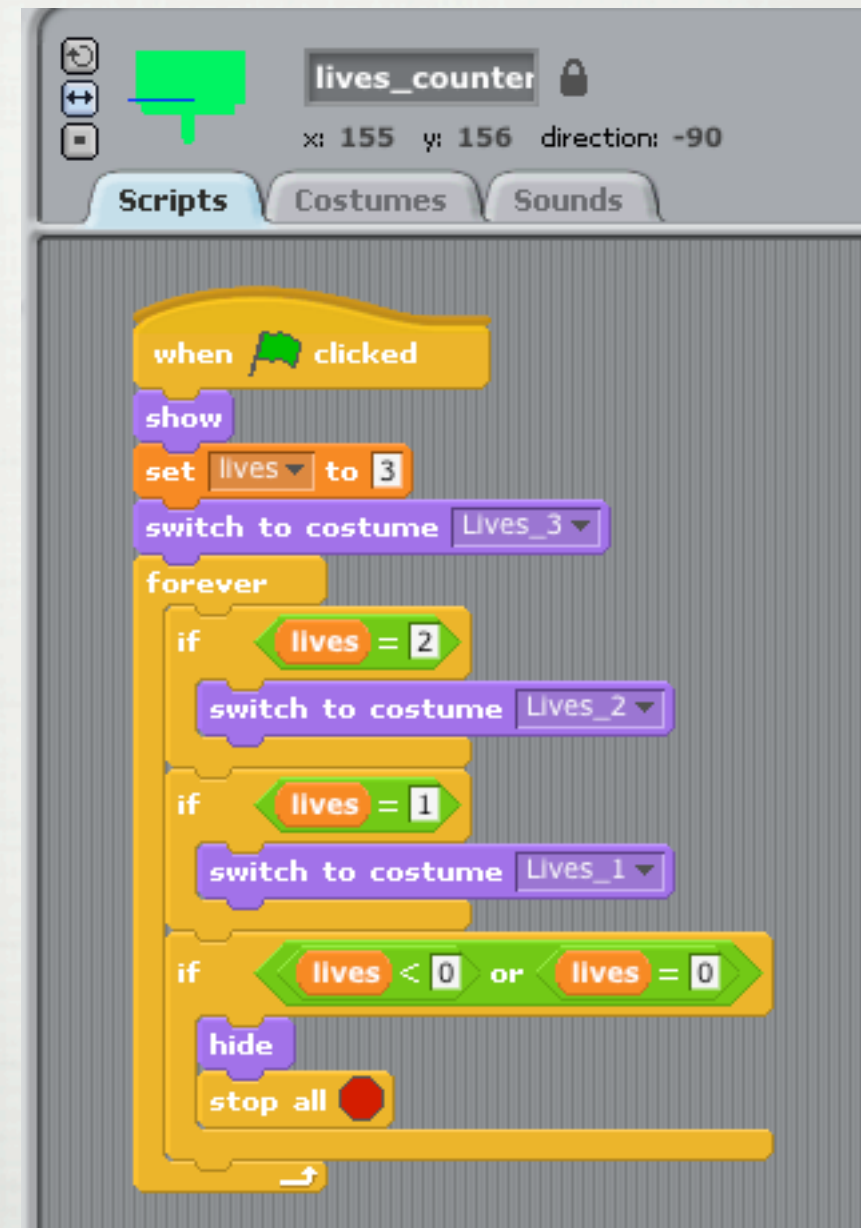 lives_counter
x: 155 y: 156 direction: -90
Scripts Costumes Sounds
when clicked
show
set lives to 3
switch to costume Lives_3
forever
if lives = 2
switch to costume Lives_2
if lives = 1
switch to costume Lives_1
if lives < 0 or lives = 0
hide
stop all